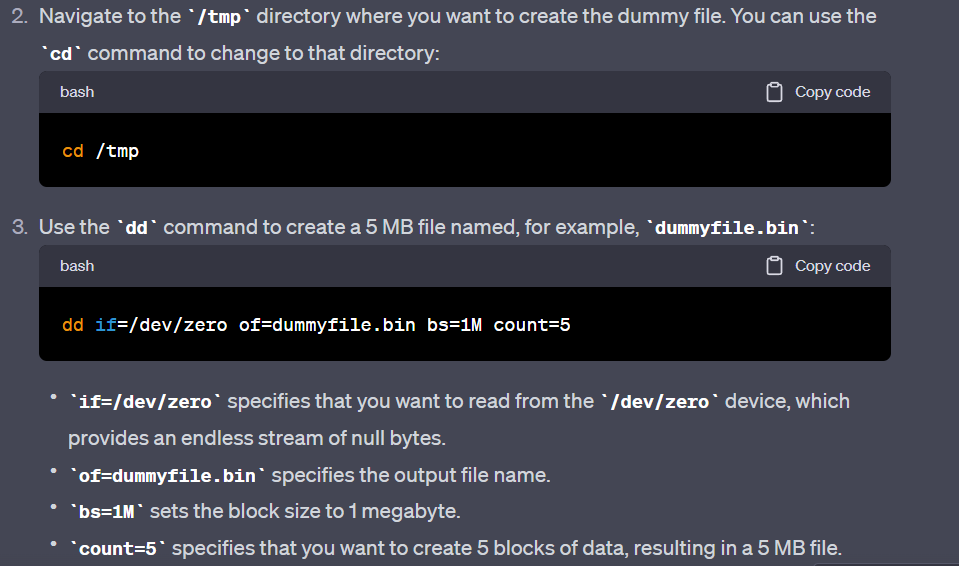 2. Navigate to the `/tmp` directory where you want to create the dummy file. You can use the
`cd` command to change to that directory:
bash Copy code
cd /tmp
3. Use the `dd` command to create a 5 MB file named, for example, `dummyfile.bin`:
bash Copy code
dd if=/dev/zero of=dummyfile.bin bs=1M count=5
• `if=/dev/zero` specifies that you want to read from the `/dev/zero` device, which
provides an endless stream of null bytes.
• `of=dummyfile.bin` specifies the output file name.
• `bs=1M` sets the block size to 1 megabyte.
• `count=5` specifies that you want to create 5 blocks of data, resulting in a 5 MB file.